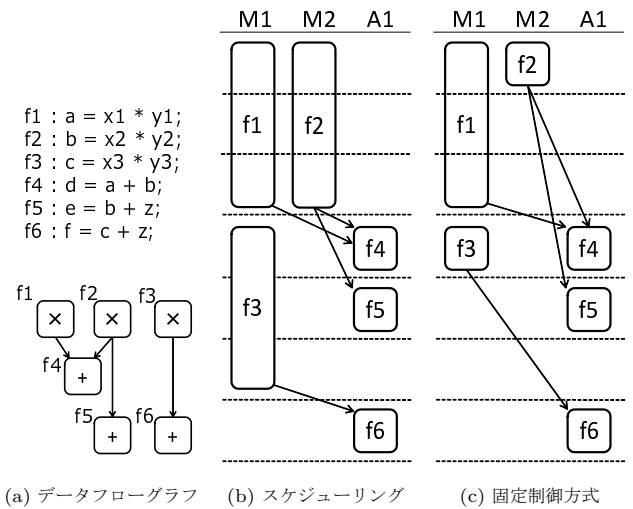 M1 M2 A1
M1 M2 A1
f1 : a = x1 * y1;
f2 : b = x2 * y2;
f3 : c = x3 * y3;
f4 : d = a + b;
f5 : e = b + z;
f6 : f = c + z;
f1 f2 f3
× × ×
f4 +
f5 + f6 +
f1 f2
f4
f3 f5
f6
f2
f1
f3 f4
f5
f6
(a) データフローグラフ (b) スケジューリング (c) 固定制御方式